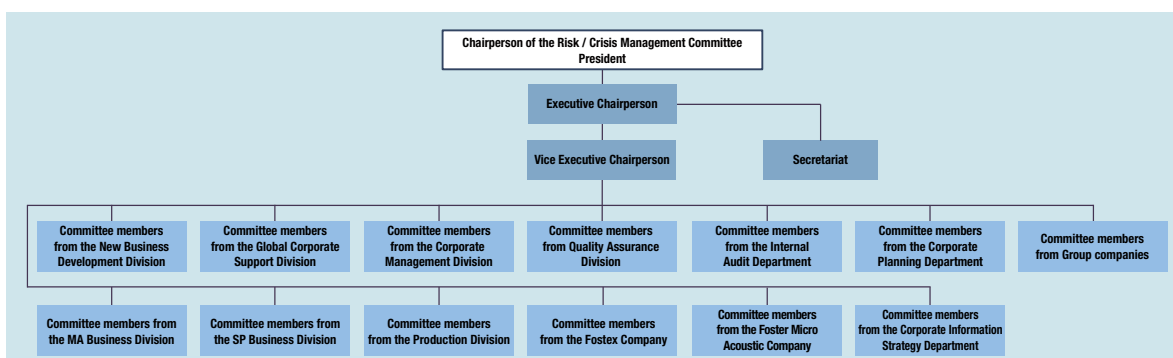 Chairperson of the Risk / Crisis Management Committee
President
Executive Chairperson
Vice Executive Chairperson
Secretariat
Committee members
from the New Business
Development Division
Committee members
from the Global Corporate
Support Division
Committee members
from the Corporate
Management Division
Committee members
from Quality Assurance
Division
Committee members
from the Internal
Audit Department
Committee members
from the Corporate
Planning Department
Committee members
from Group companies
Committee members from
the MA Business Division
Committee members from
the SP Business Division
Committee members
from the Production Division
Committee members
from the Fostex Company
Committee members
from the Foster Micro
Acoustic Company
Committee members
from the Corporate Information
Strategy Department